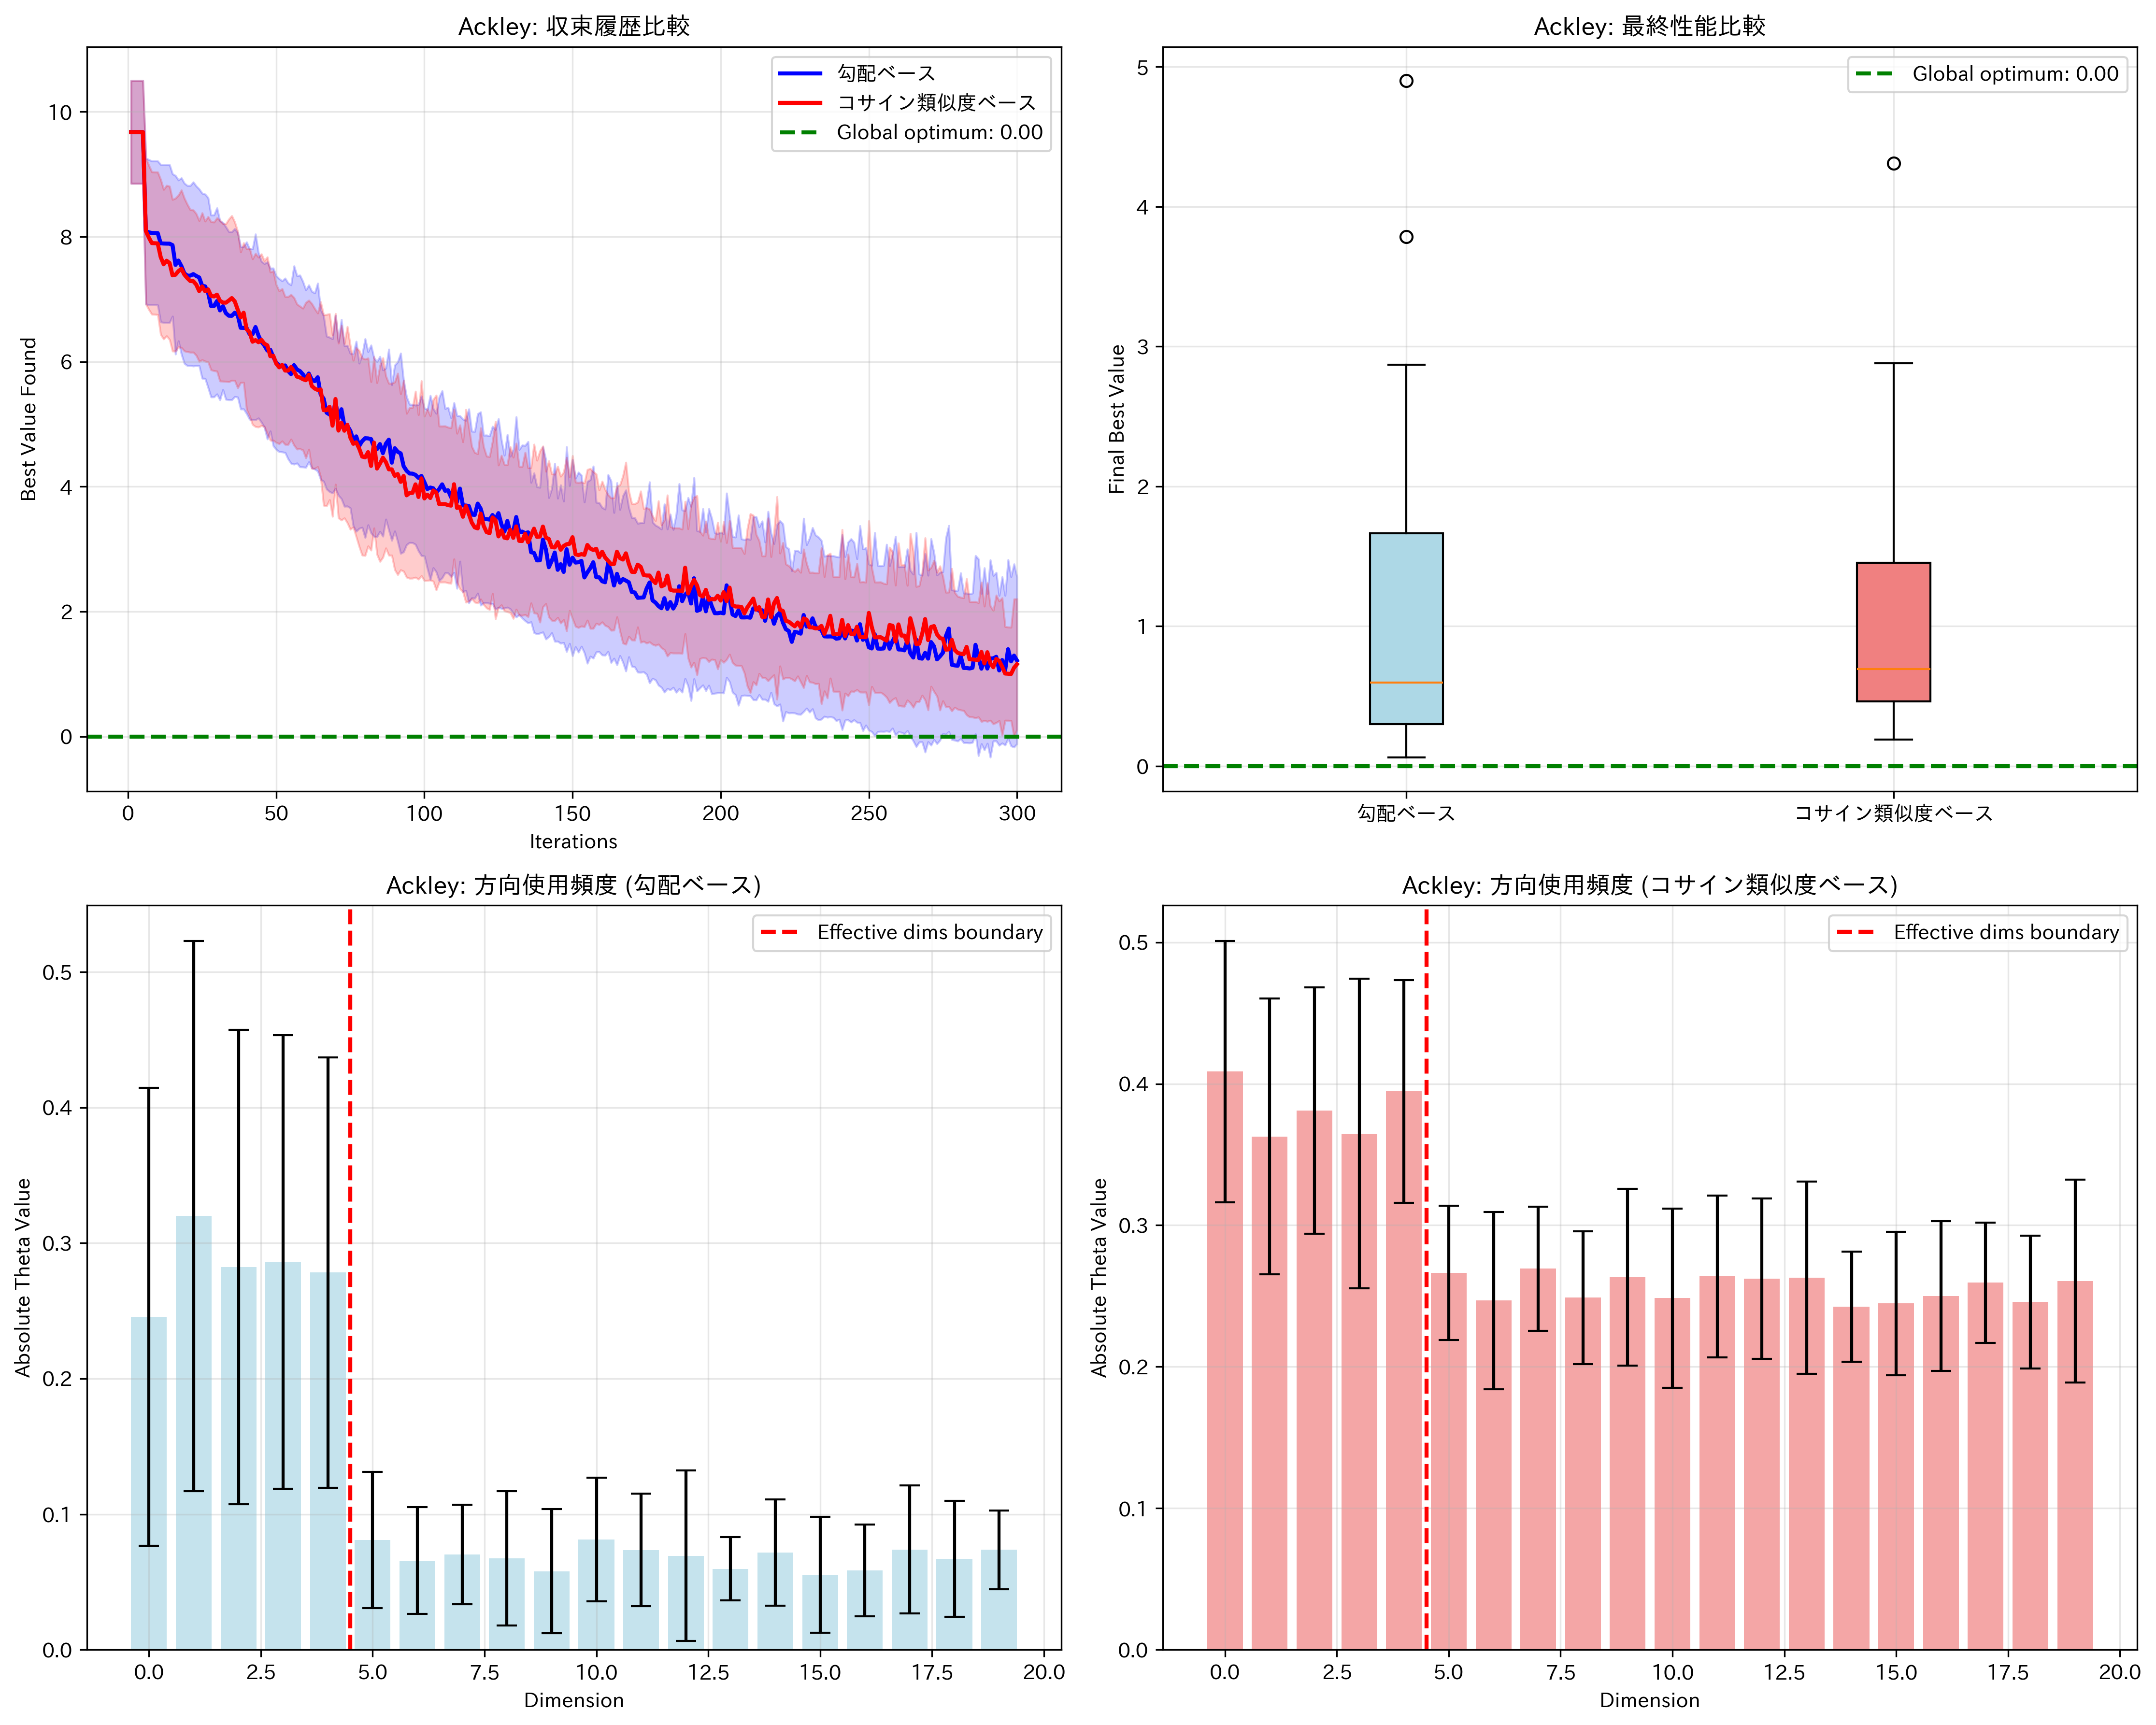 Ackley: 収束履歴比較
勾配ベース
コサイン類似度ベース
Global optimum: 0.00
Best Value Found
10
8
6
4
2
0
0 50 100 150 200 250 300
Iterations
Ackley: 最終性能比較
Global optimum: 0.00
Final Best Value
5
4
3
2
1
0
勾配ベース コサイン類似度ベース
Ackley: 方向使用頻度 (勾配ベース)
Effective dims boundary
Absolute Theta Value
0.5
0.4
0.3
0.2
0.1
0.0
0.0 2.5 5.0 7.5 10.0 12.5 15.0 17.5 20.0
Dimension
Ackley: 方向使用頻度 (コサイン類似度ベース)
Effective dims boundary
Absolute Theta Value
0.5
0.4
0.3
0.2
0.1
0.0
0.0 2.5 5.0 7.5 10.0 12.5 15.0 17.5 20.0
Dimension